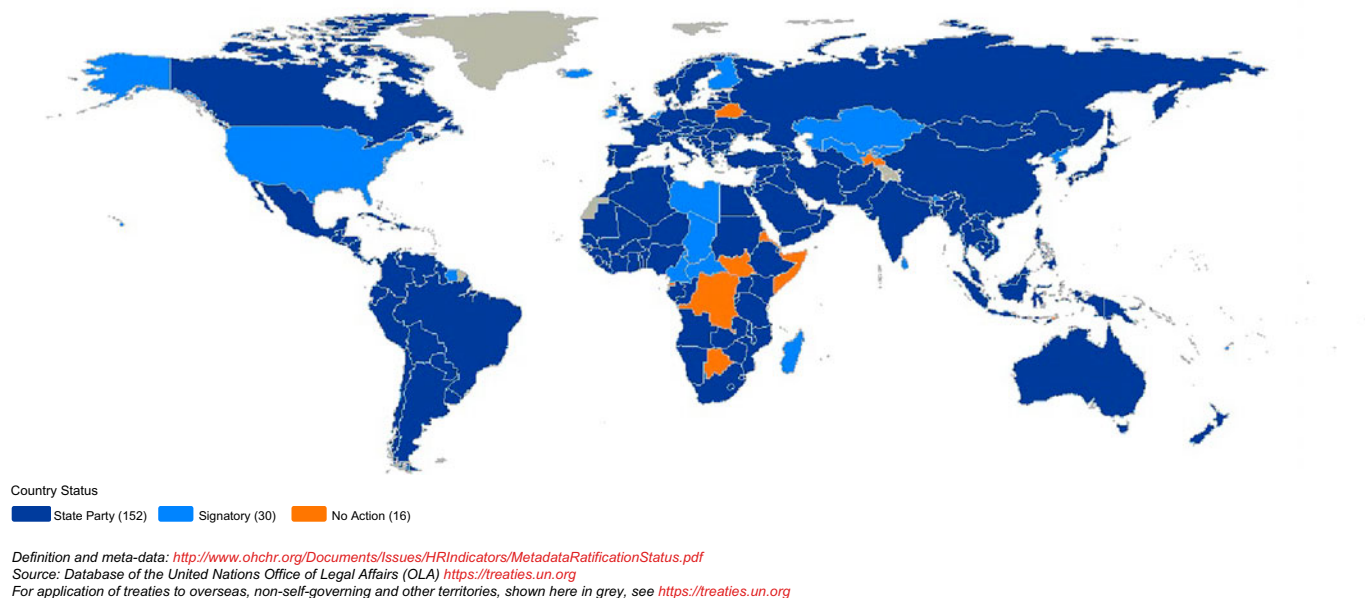 Country Status
State Party (152) Signatory (30) No Action (16)
Definition and meta-data: http://www.ohchr.org/Documents/Issues/HRIndicators/MetadataRatificationStatus.pdf
Source: Database of the United Nations Office of Legal Affairs (OLA) https://treaties.un.org
For application of treaties to overseas, non-self-governing and other territories, shown here in grey, see https://treaties.un.org